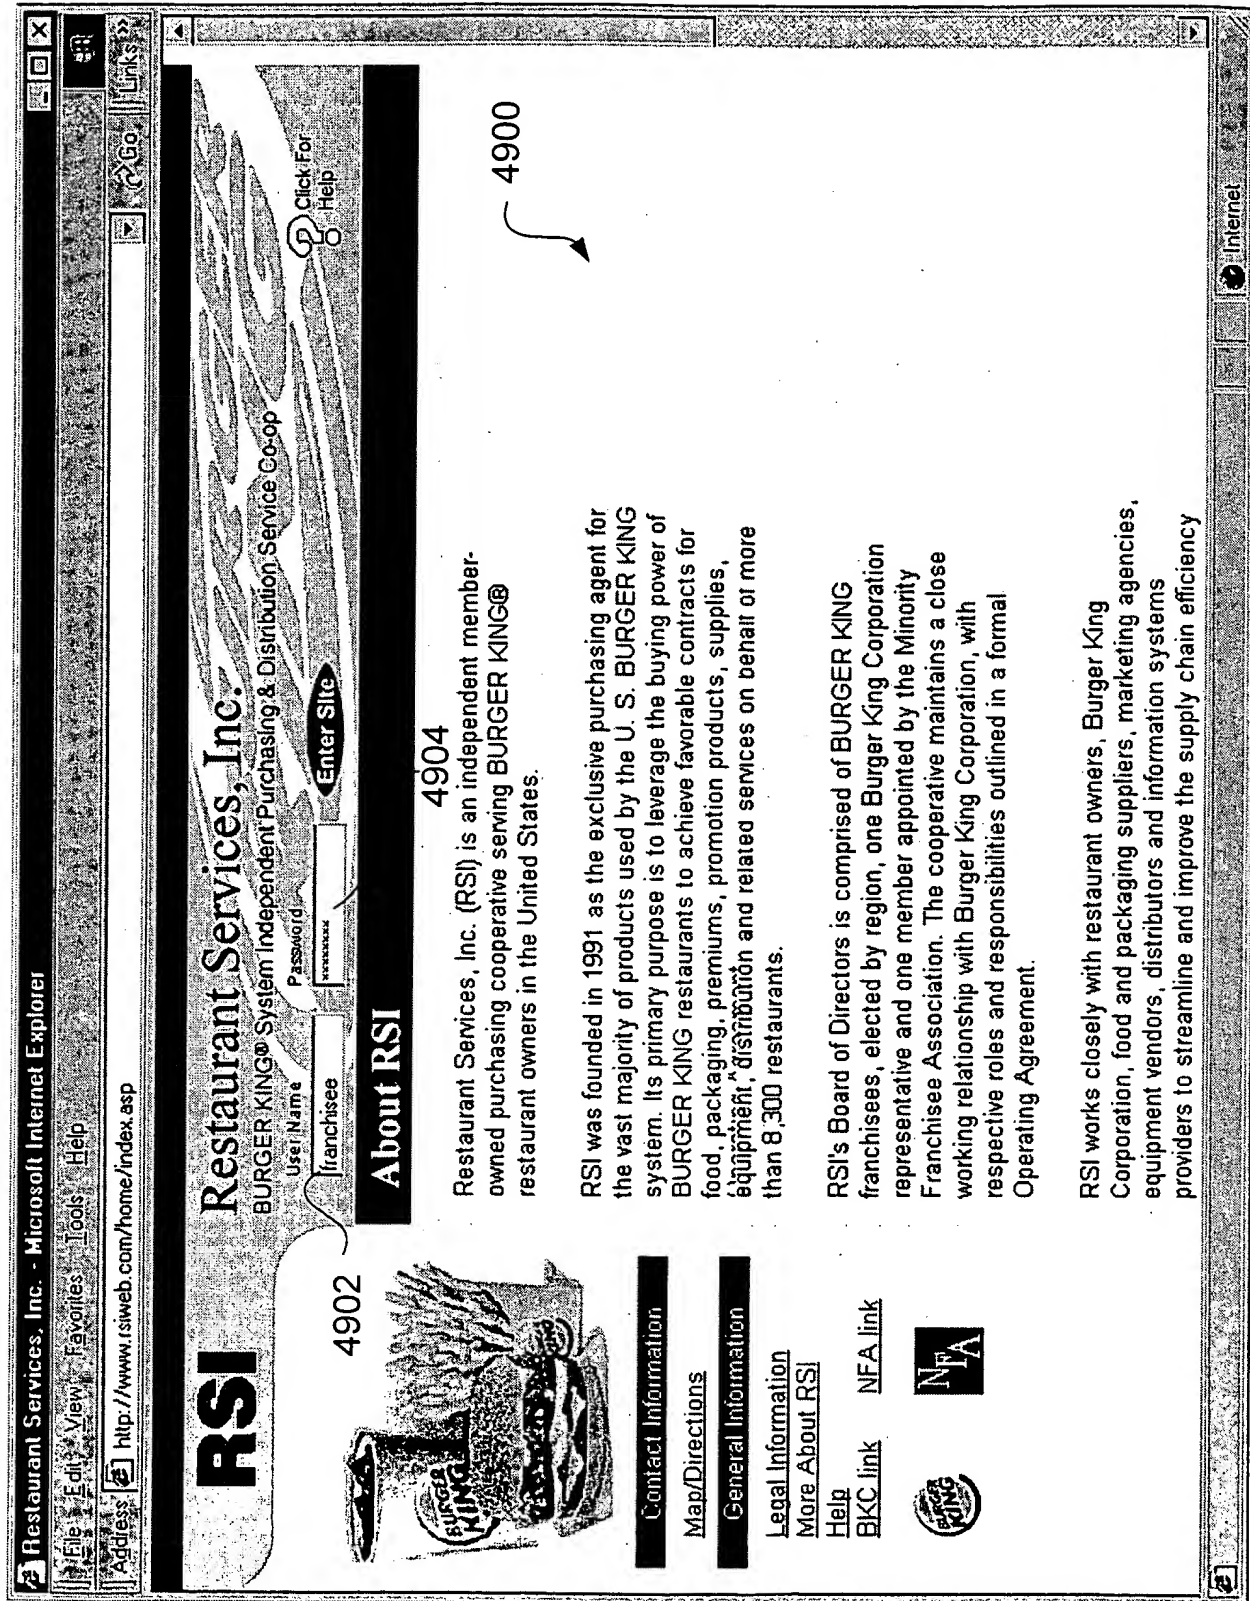 Restaurant Services, Inc. - Microsoft Internet Explorer
File Edit View Favorites Tools Help
Address http://www.rsiweb.com/home/index.asp Go Links »
RSI
Restaurant Services, Inc.
BURGER KING® System Independent Purchasing & Distribution Service Co-op
User Name Password
franchisee xxxxxxxx Enter Site
Click For
Help
4902
4904
4900
About RSI
BURGER
KING
Contact Information
Map/Directions
General Information
Legal Information
More About RSI
Help
BKC link NFA link
BURGER
KING
NFA
Restaurant Services, Inc. (RSI) is an independent member-
owned purchasing cooperative serving BURGER KING®
restaurant owners in the United States.
RSI was founded in 1991 as the exclusive purchasing agent for
the vast majority of products used by the U. S. BURGER KING
system. Its primary purpose is to leverage the buying power of
BURGER KING restaurants to achieve favorable contracts for
food, packaging, premiums, promotion products, supplies,
equipment, distribution and related services on behalf of more
than 8,300 restaurants.
RSI's Board of Directors is comprised of BURGER KING
franchisees, elected by region, one Burger King Corporation
representative and one member appointed by the Minority
Franchisee Association. The cooperative maintains a close
working relationship with Burger King Corporation, with
respective roles and responsibilities outlined in a formal
Operating Agreement.
RSI works closely with restaurant owners, Burger King
Corporation, food and packaging suppliers, marketing agencies,
equipment vendors, distributors and information systems
providers to streamline and improve the supply chain efficiency
Internet